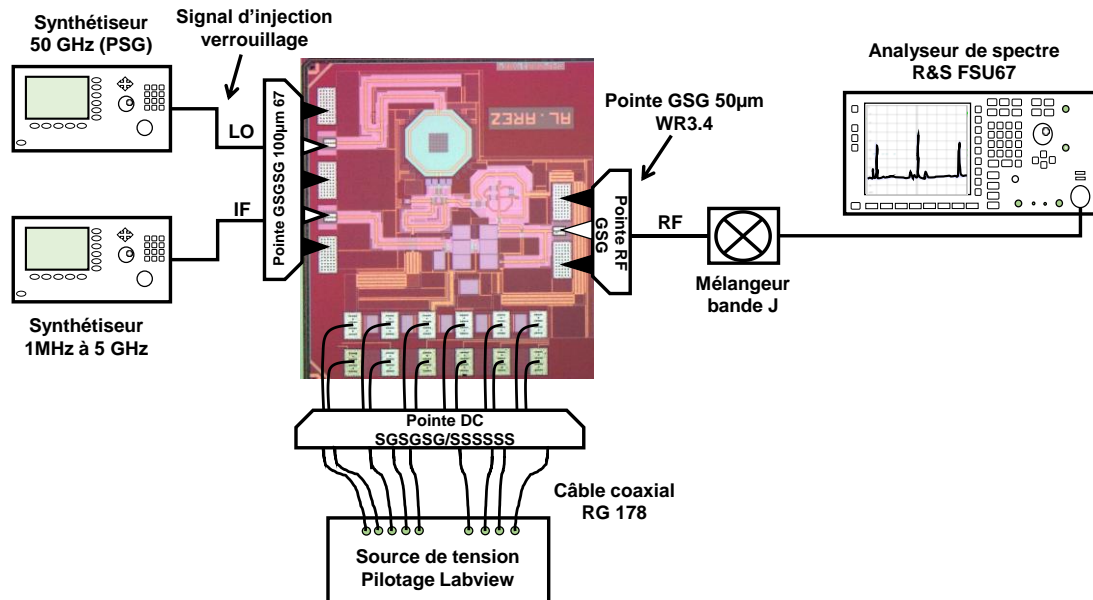 Synthétiseur
50 GHz (PSG)
Signal d'injection
verrouillage
LO
IF
Pointe GSGSG 100µm 67
Synthétiseur
1MHz à 5 GHz
AL.AREZ
Pointe GSG 50µm
WR3.4
Pointe RF
GSG
RF
Mélangeur
bande J
Analyseur de spectre
R&S FSU67
Pointe DC
SGSGSG/SSSSSS
Câble coaxial
RG 178
Source de tension
Pilotage Labview